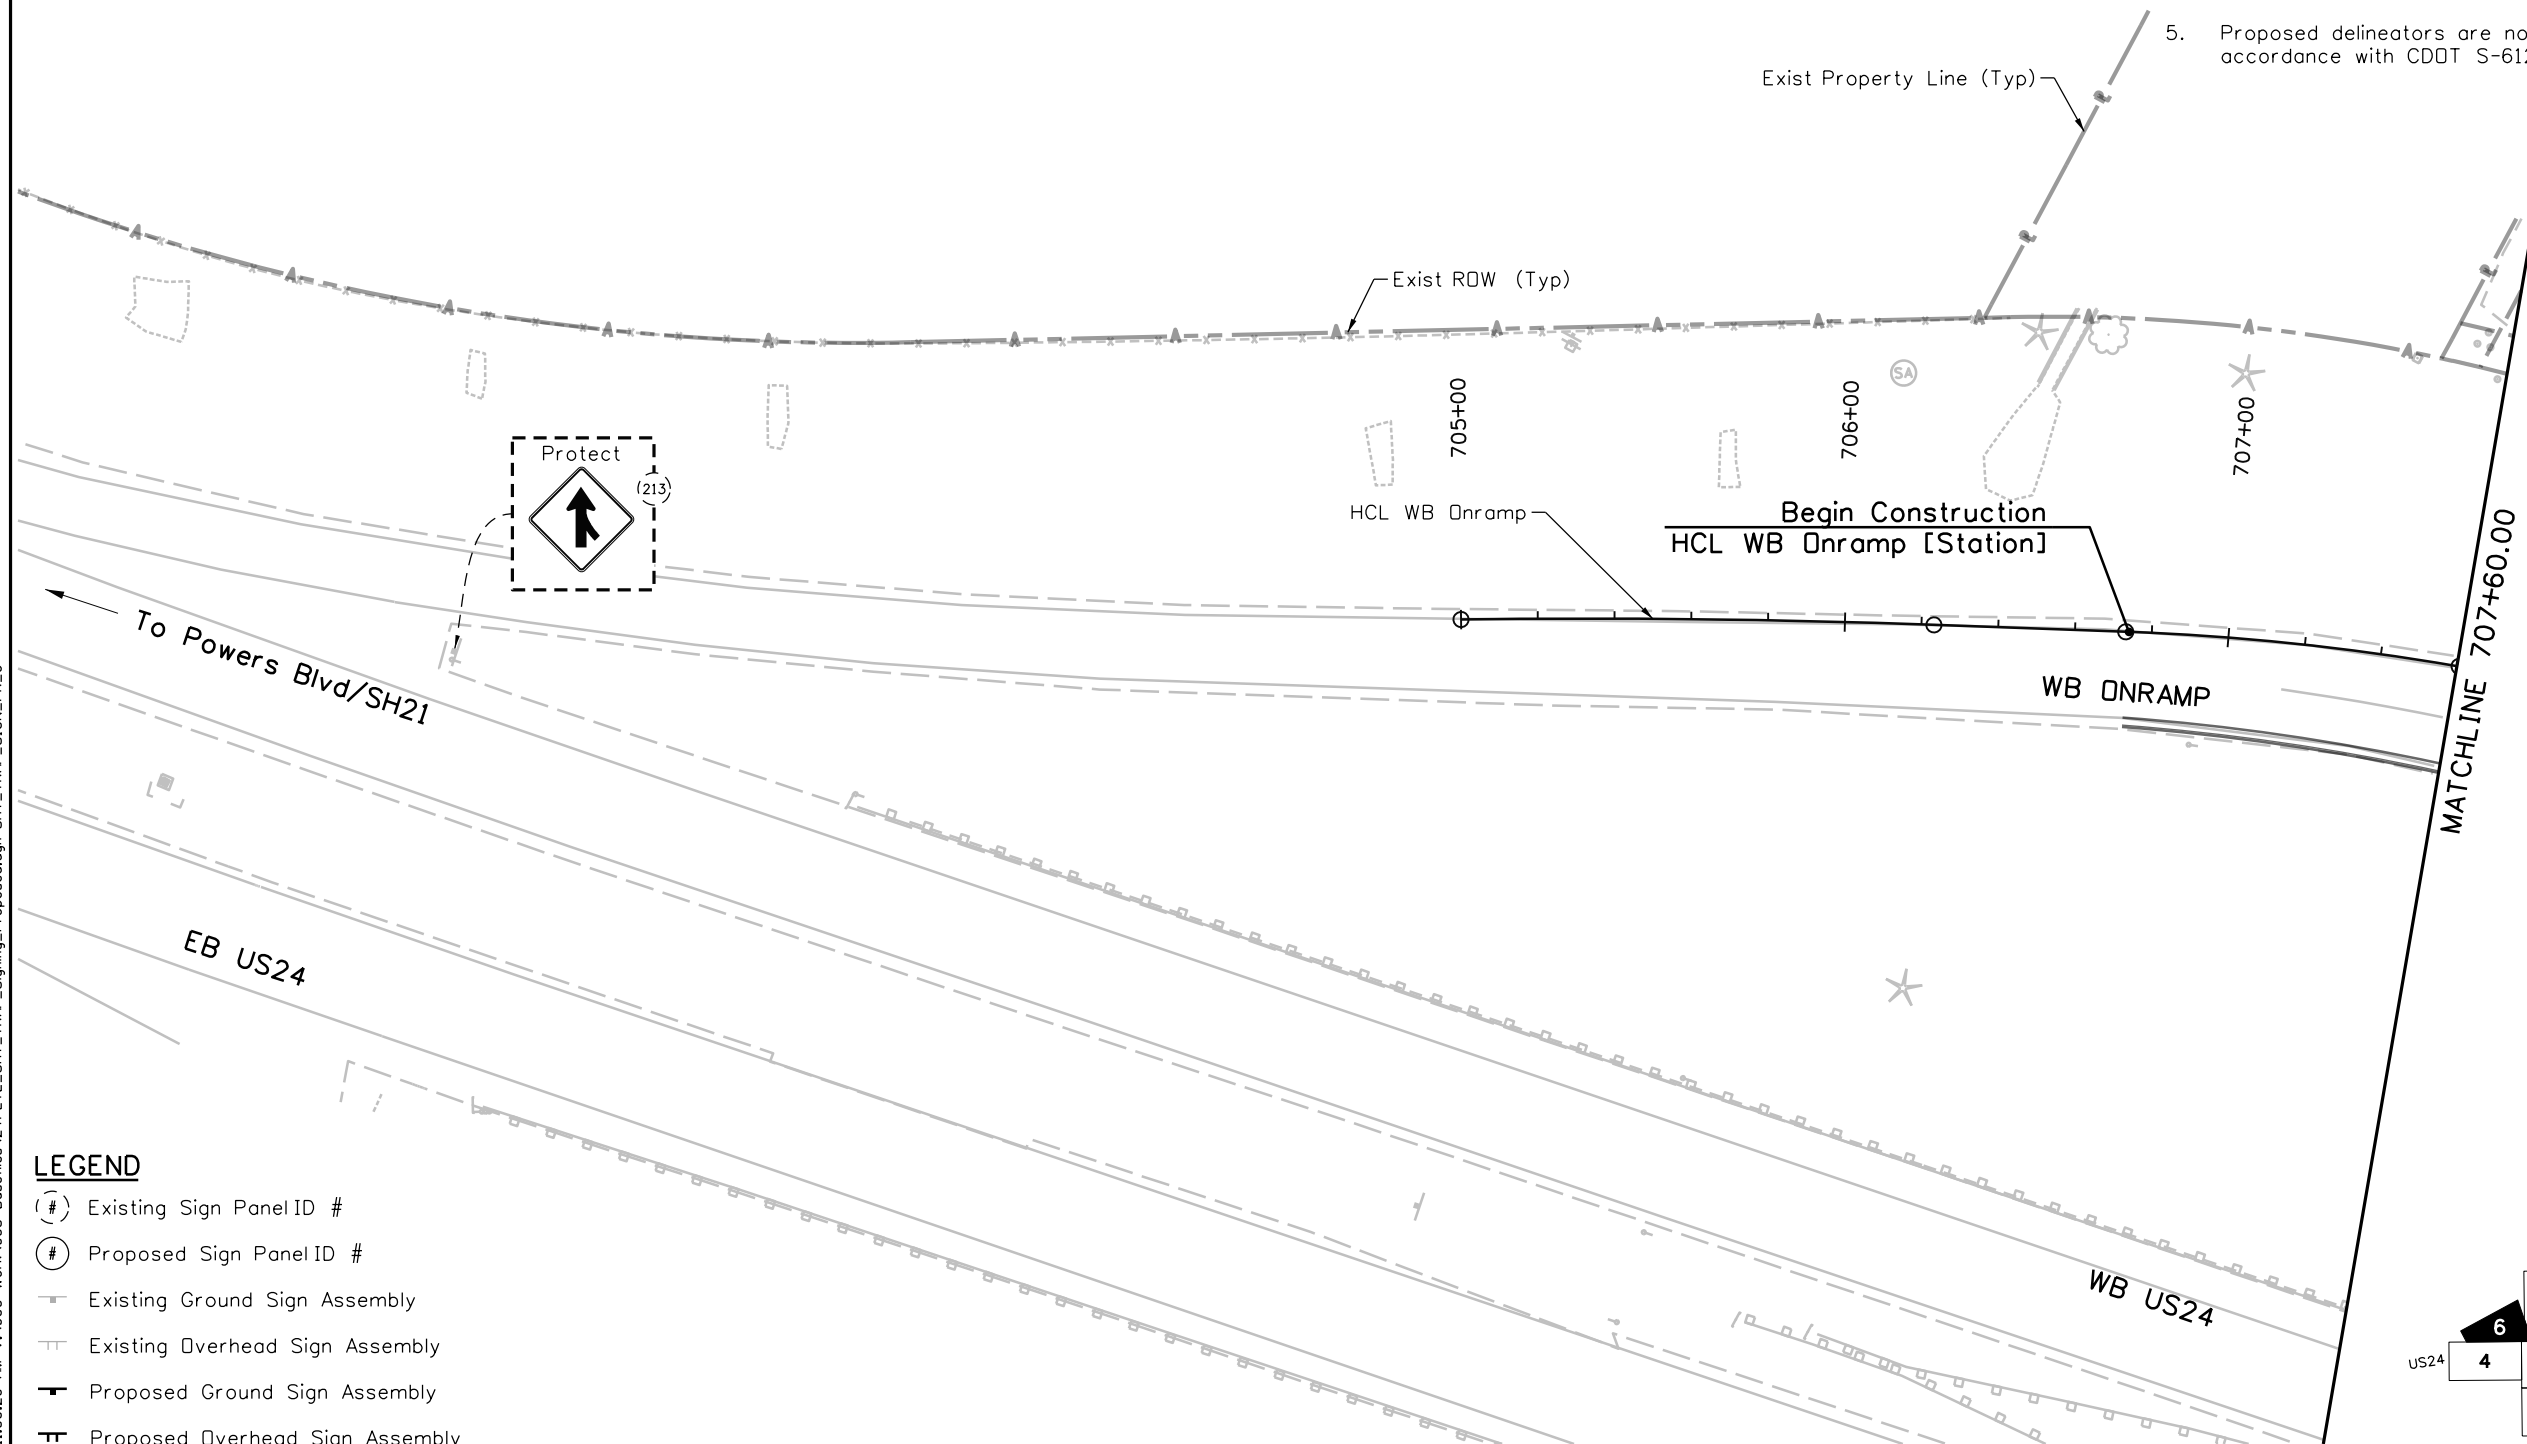 5. Proposed delineators are no
accordance with CDOT S-612
Exist Property Line (Typ)
Exist ROW (Typ)
705+00
706+00
707+00
SA
Protect
(213)
HCL WB Onramp
Begin Construction
HCL WB Onramp [Station]
MATCHLINE 707+60.00
To Powers Blvd/SH21
WB ONRAMP
EB US24
WB US24
LEGEND
# Existing Sign Panel ID #
# Proposed Sign Panel ID #
Existing Ground Sign Assembly
Existing Overhead Sign Assembly
Proposed Ground Sign Assembly
Proposed Overhead Sign Assembly
6
US24 4